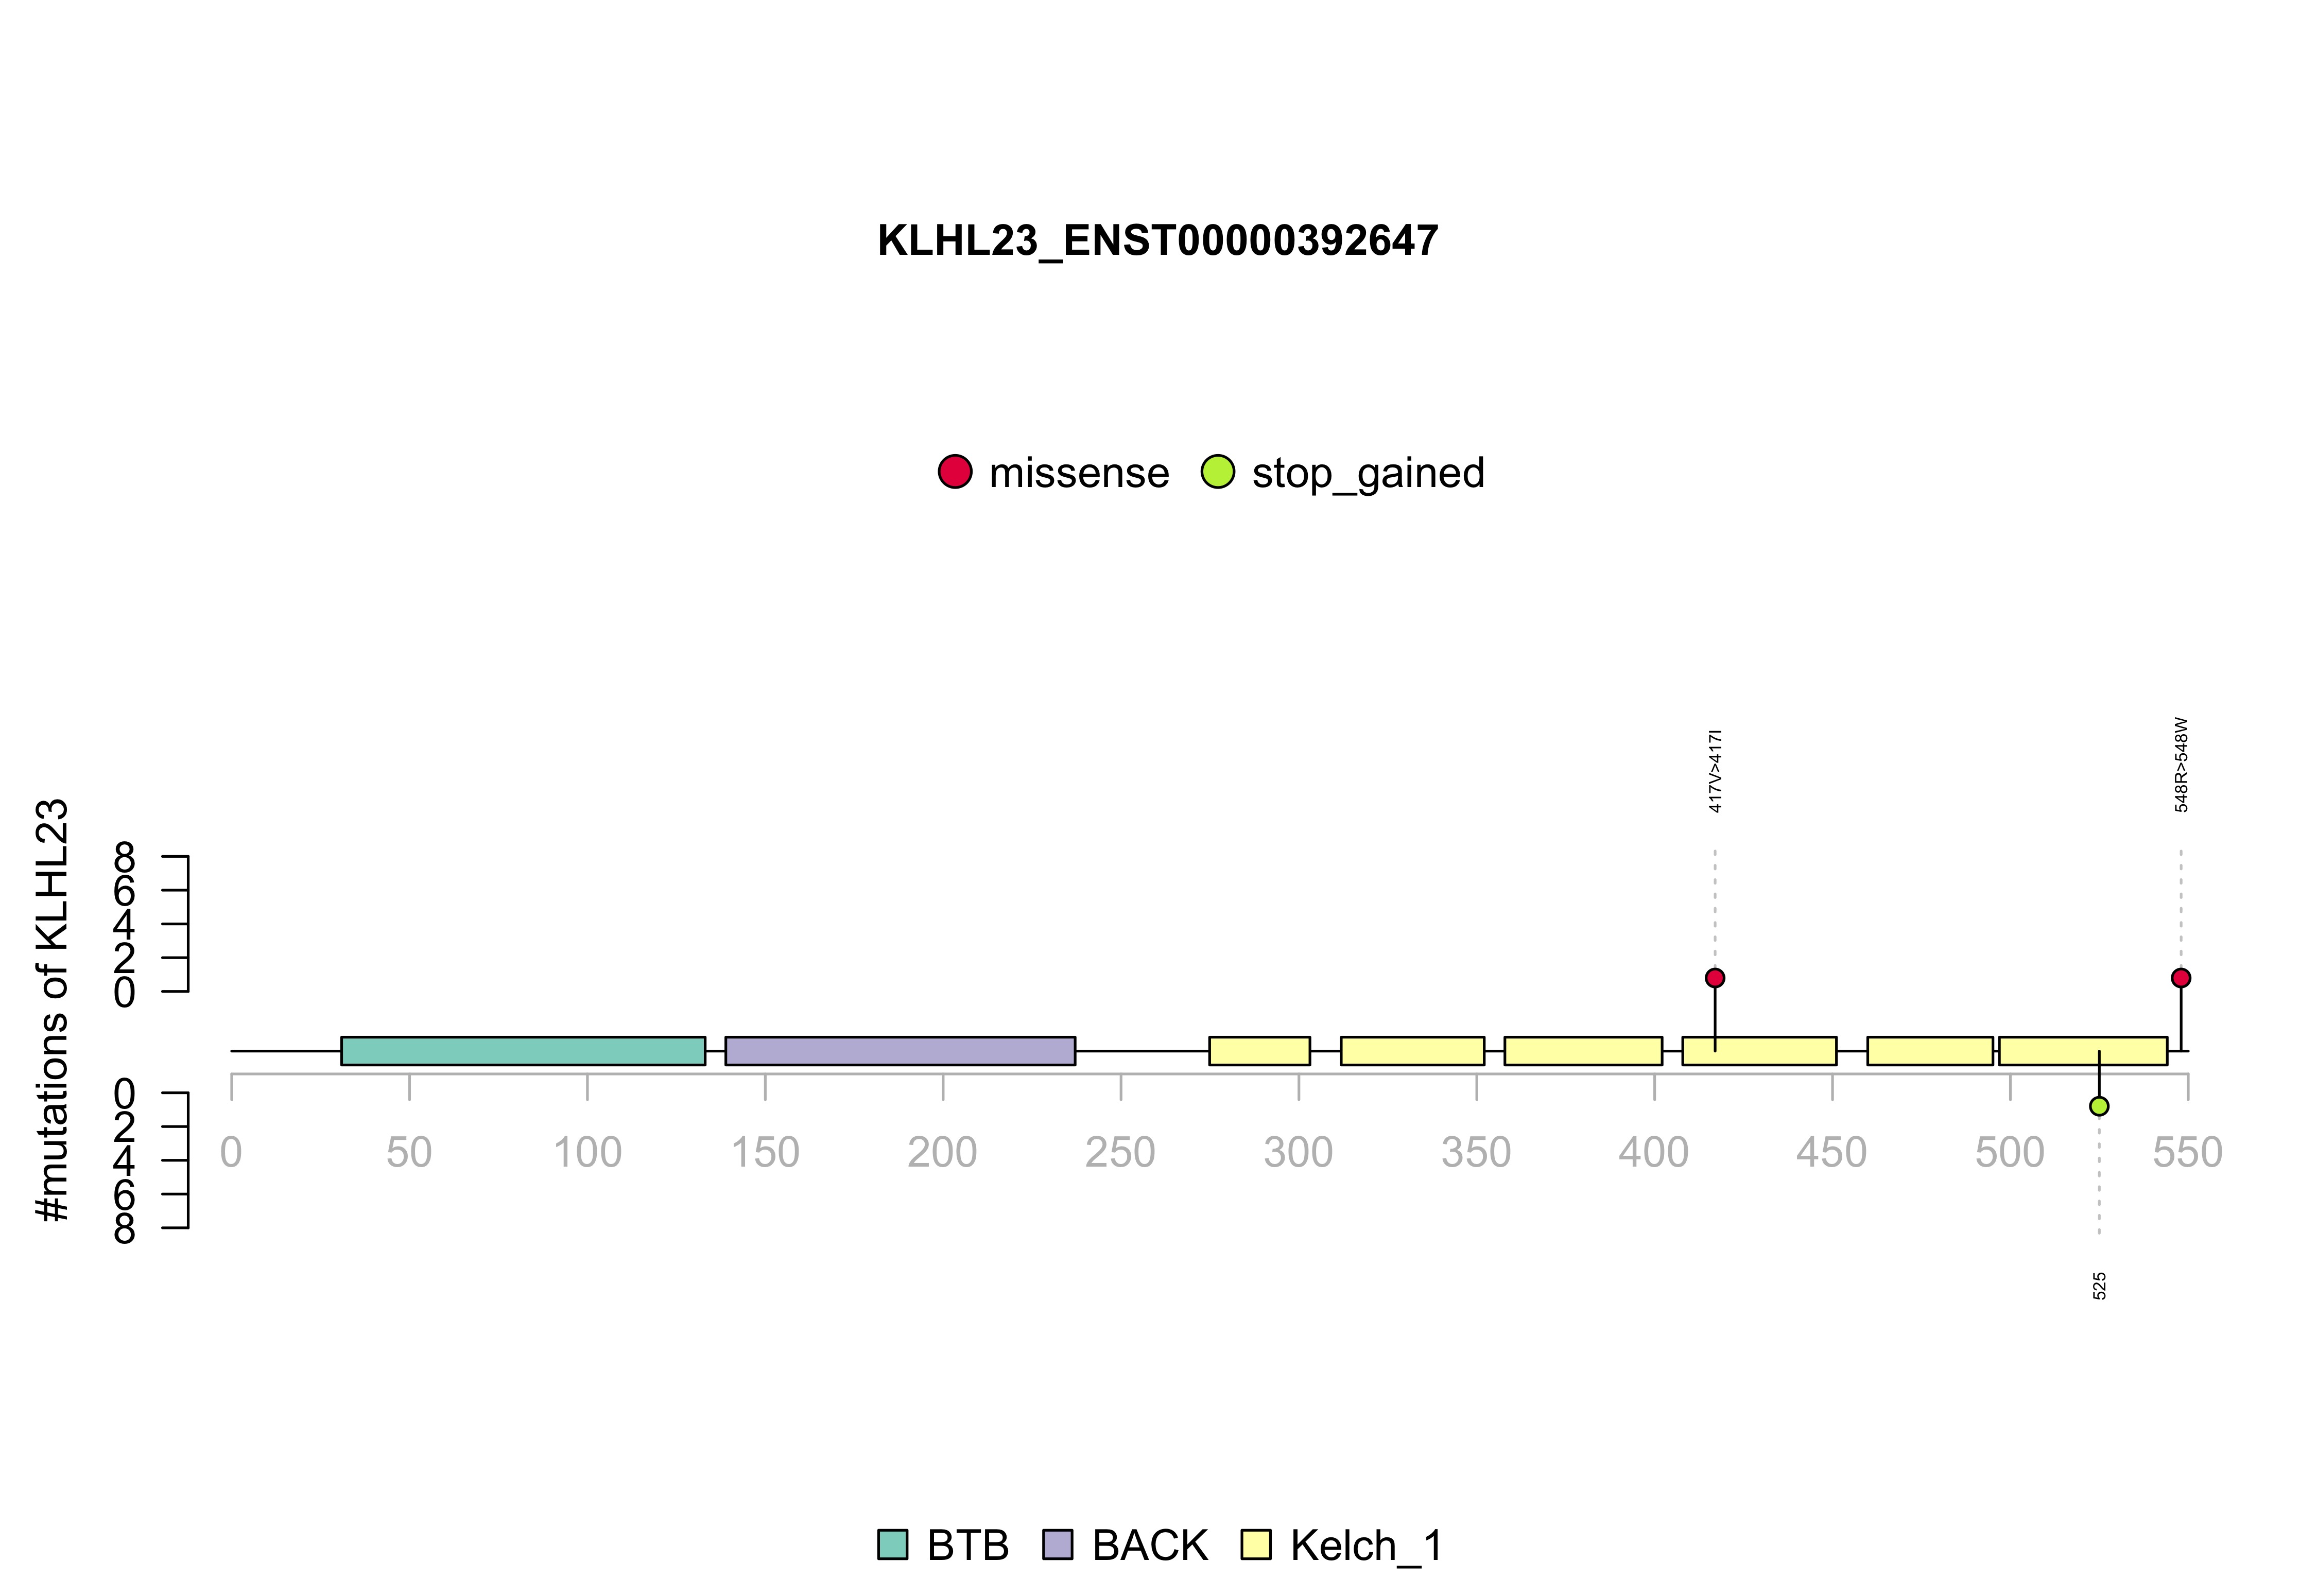 KLHL23_ENST00000392647
missense stop_gained
417V>417I
548R>548W
#mutations of KLHL23
8
6
4
2
0
0
2
4
6
8
0 50 100 150 200 250 300 350 400 450 500 550
525
BTB BACK Kelch_1